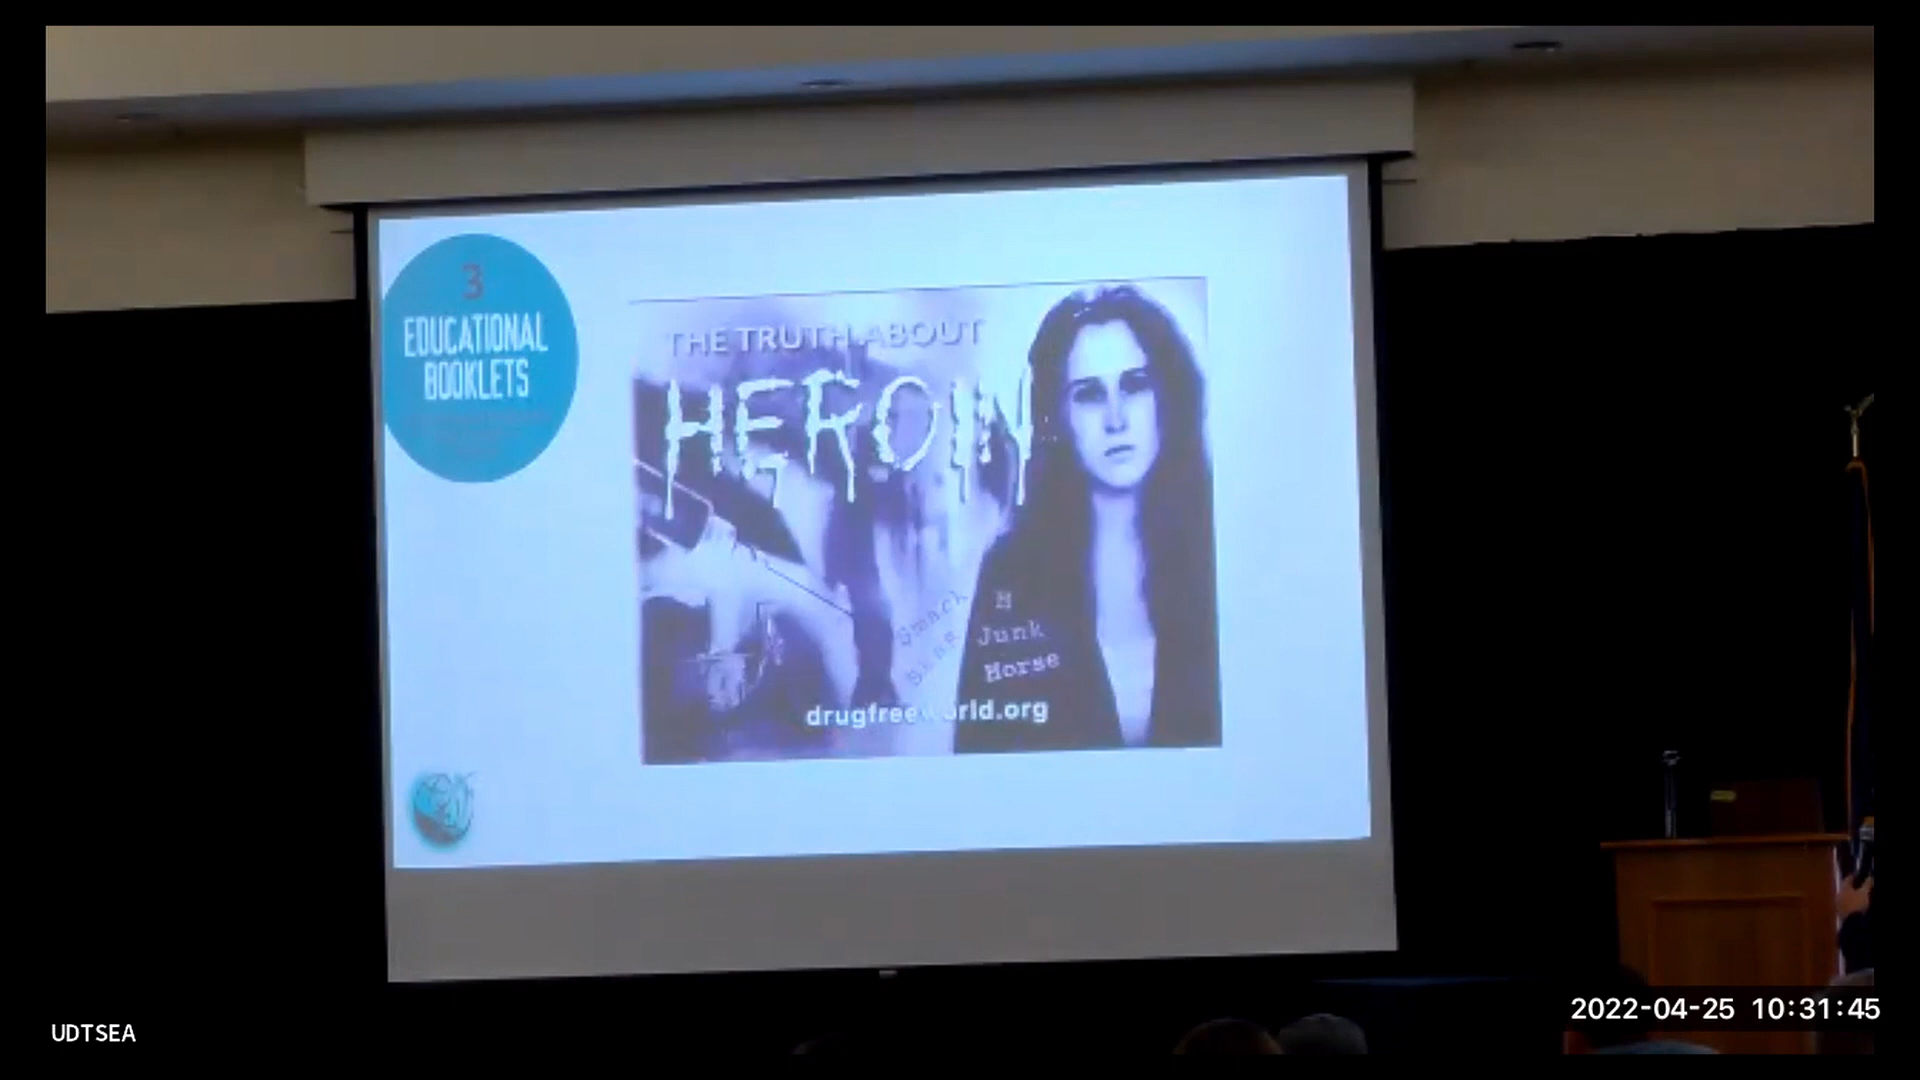 3
EDUCATIONAL
BOOKLETS
THE TRUTH ABOUT
HEROIN
Smack
H
Junk
Horse
drugfreeworld.org
UDTSEA
2022-04-25 10:31:45